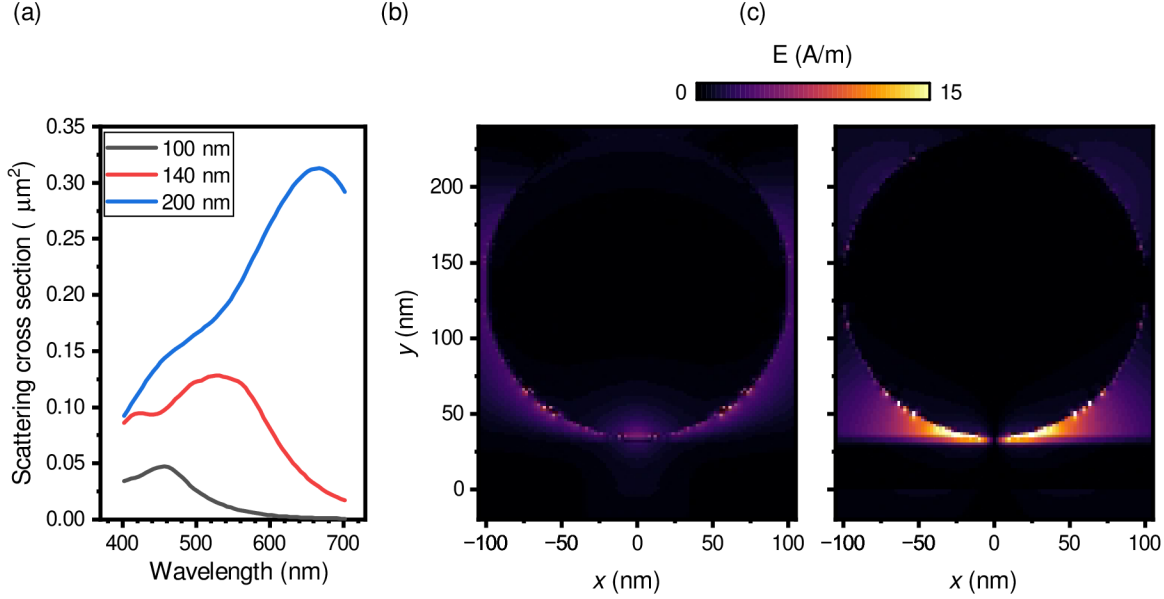 (a)
(b)
(c)
E (A/m)
0
15
0.35
0.30
0.25
0.20
0.15
0.10
0.05
0.00
Scattering cross section ( μm²)
100 nm
140 nm
200 nm
400
500
600
700
Wavelength (nm)
200
150
100
50
0
y (nm)
−100
−50
0
50
100
x (nm)
−100
−50
0
50
100
x (nm)